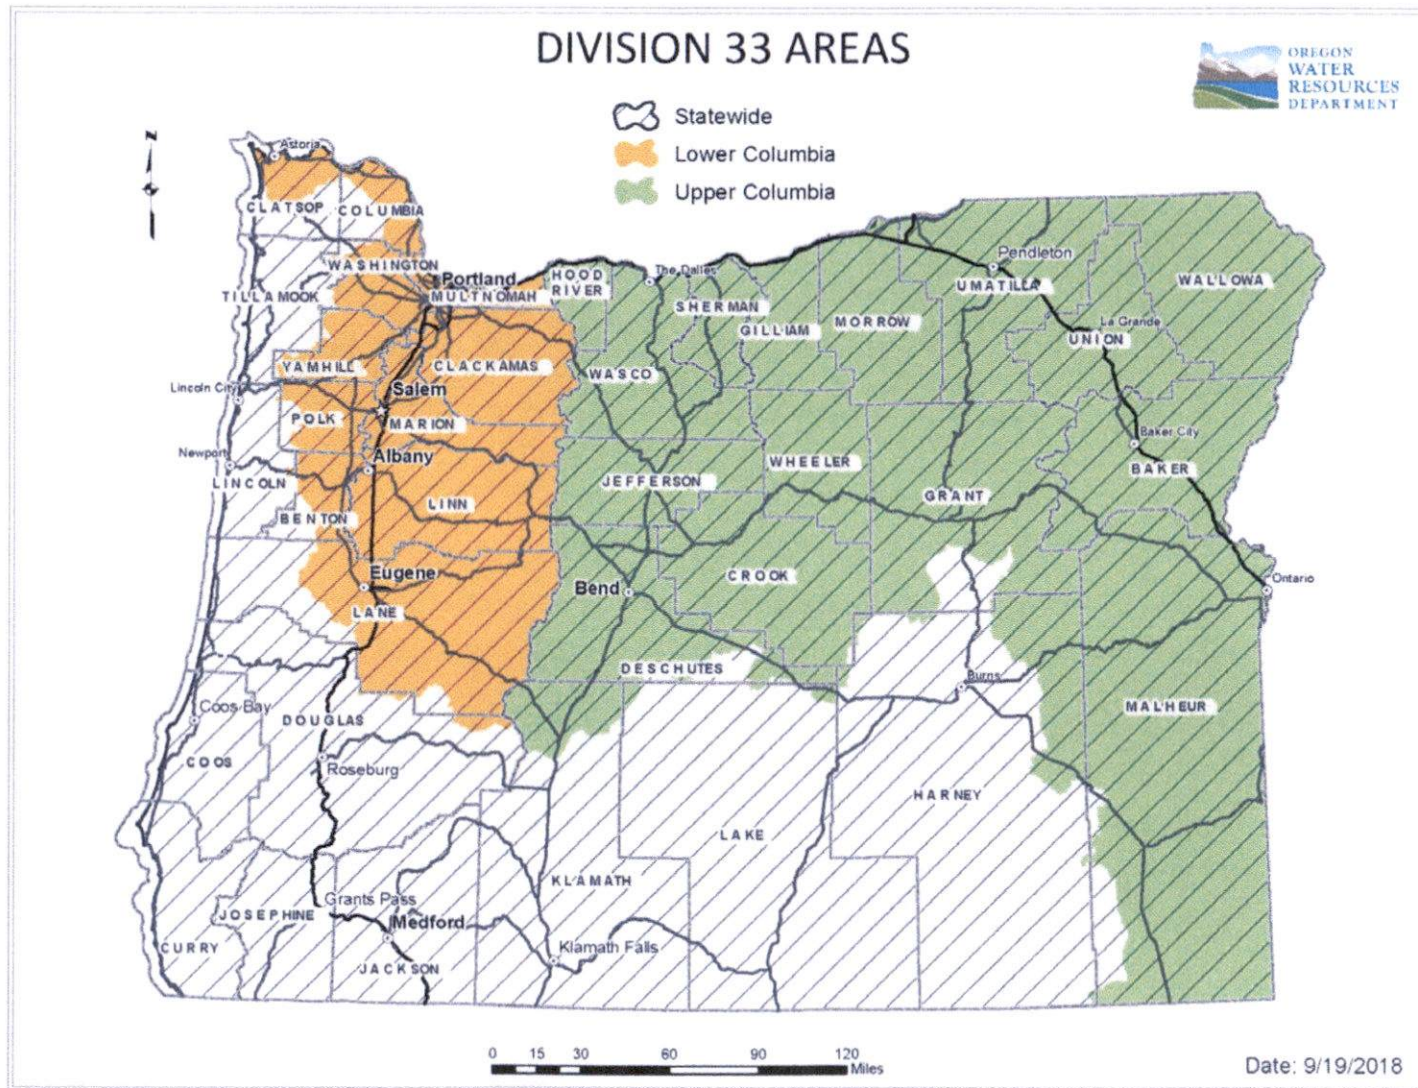 DIVISION 33 AREAS
OREGON
WATER
RESOURCES
DEPARTMENT
Statewide
Lower Columbia
Upper Columbia
N
Astoria
CLATSOP
COLUMBIA
WASHINGTON
Portland
HOOD
RIVER
The Dalles
Pendleton
WALLOWA
TILLAMOOK
MULTNOMAH
SHERMAN
UMATILLA
GILLIAM
MORROW
La Grande
UNION
YAMHILL
CLACKAMAS
WASCO
Lincoln City
Salem
POLK
MARION
Baker City
Newport
Albany
WHEELER
BAKER
LINCOLN
JEFFERSON
GRANT
LINN
BENTON
Eugene
CROOK
Ontario
Bend
LANE
DESCHUTES
Burns
Coos Bay
DOUGLAS
MALHEUR
COOS
Roseburg
HARNEY
LAKE
KLAMATH
Grants Pass
JOSEPHINE
Medford
CURRY
Klamath Falls
JACKSON
0 15 30 60 90 120
Miles
Date: 9/19/2018